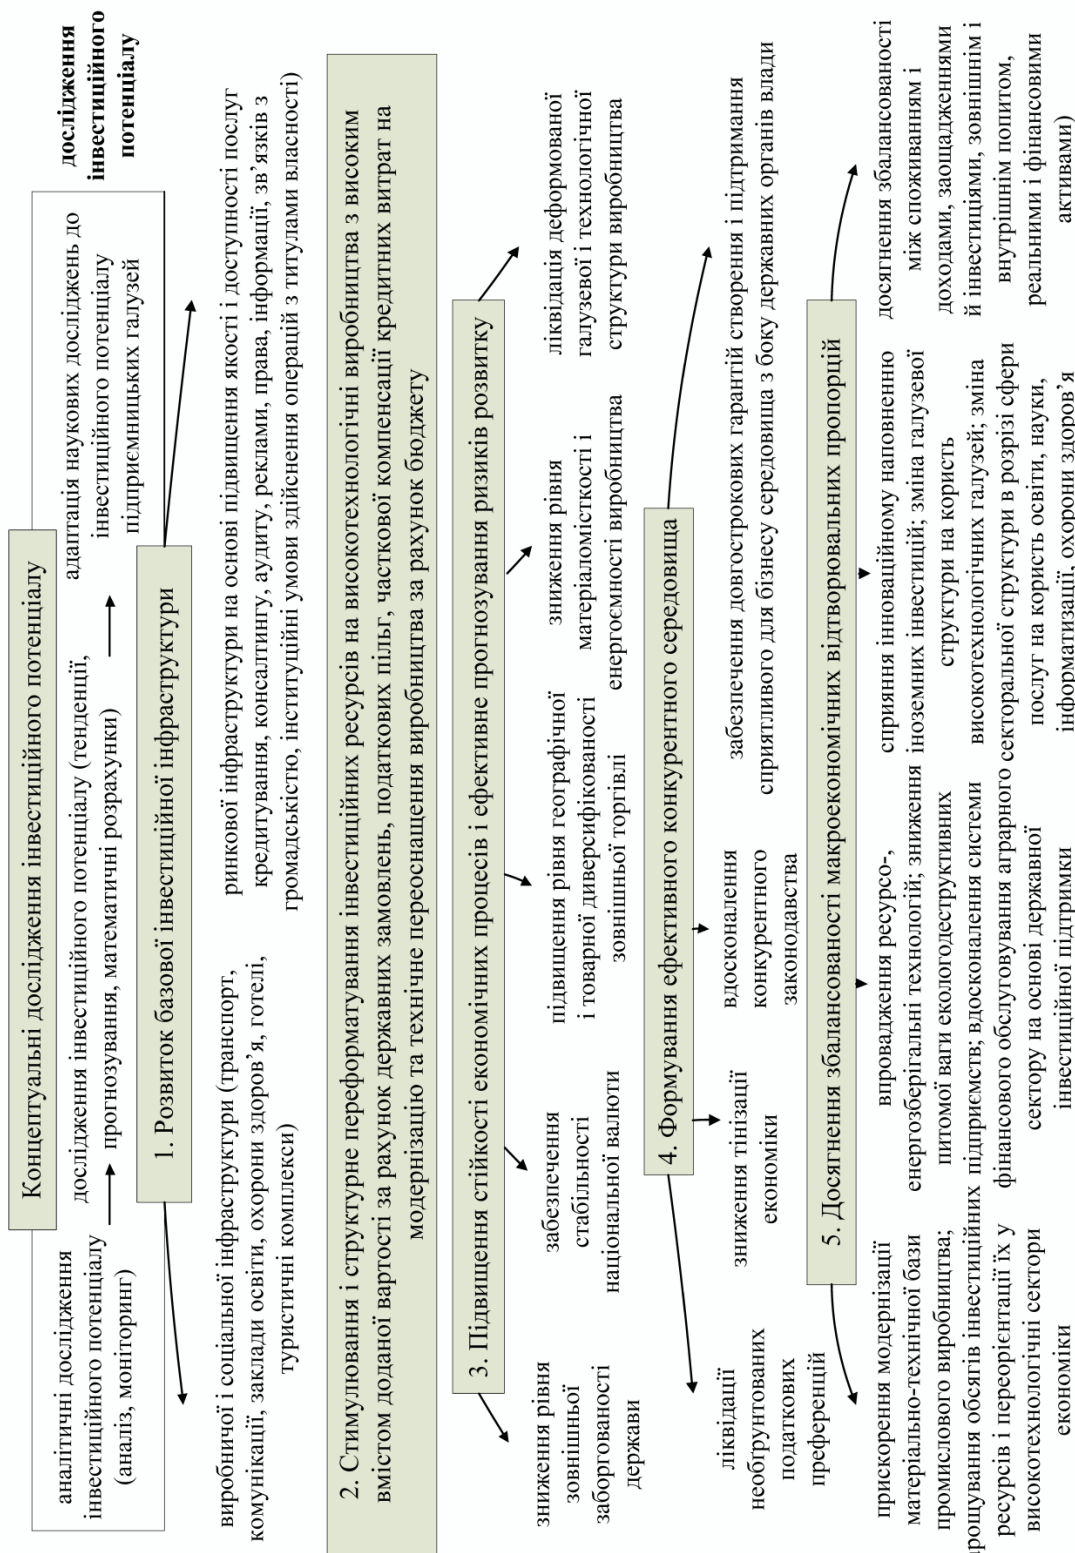 Концептуальні дослідження інвестиційного потенціалу
аналітичні дослідження
інвестиційного потенціалу
(аналіз, моніторинг)
дослідження інвестиційного потенціалу (тенденції,
прогнозування, математичні розрахунки)
адаптація наукових досліджень до
інвестиційного потенціалу
підприємницьких галузей
дослідження
інвестиційного
потенціалу
1. Розвиток базової інвестиційної інфраструктури
виробничої і соціальної інфраструктури (транспорт,
комунікації, заклади освіти, охорони здоров’я, готелі,
туристичні комплекси)
ринкової інфраструктури на основі підвищення якості і доступності послуг
кредитування, консалтингу, аудиту, реклами, права, інформації, зв’язків з
громадськістю, інституційні умови здійснення операцій з титулами власності)
2. Стимулювання і структурне переформатування інвестиційних ресурсів на високотехнологічні виробництва з високим
вмістом доданої вартості за рахунок державних замовлень, податкових пільг, часткової компенсації кредитних витрат на
модернізацію та технічне переоснащення виробництва за рахунок бюджету
3. Підвищення стійкості економічних процесів і ефективне прогнозування ризиків розвитку
зниження рівня
зовнішньої
заборгованості
держави
забезпечення
стабільності
національної валюти
підвищення рівня географічної
і товарної диверсифікованості
зовнішньої торгівлі
зниження рівня
матеріаломісткості і
енергоємності виробництва
ліквідація деформованої
галузевої і технологічної
структури виробництва
4. Формування ефективного конкурентного середовища
ліквідації
необґрунтованих
податкових
преференцій
зниження тінізації
економіки
вдосконалення
конкурентного
законодавства
забезпечення довгострокових гарантій створення і підтримання
сприятливого для бізнесу середовища з боку державних органів влади
5. Досягнення збалансованості макроекономічних відтворювальних пропорцій
прискорення модернізації
матеріально-технічної бази
промислового виробництва;
рощування обсягів інвестиційних
ресурсів і переорієнтації їх у
високотехнологічні сектори
економіки
впровадження ресурсо-,
енергозберігальні технологій; зниження
питомої ваги екологодеструктивних
підприємств; вдосконалення системи
фінансового обслуговування аграрного
сектору на основі державної
інвестиційної підтримки
сприяння інноваційному наповненню
іноземних інвестицій; зміна галузевої
структури на користь
високотехнологічних галузей; зміна
секторальної структури в розрізі сфери
послуг на користь освіти, науки,
інформатизації, охорони здоров’я
досягнення збалансованості
між споживанням і
доходами, заощадженнями
й інвестиціями, зовнішнім і
внутрішнім попитом,
реальними і фінансовими
активами)